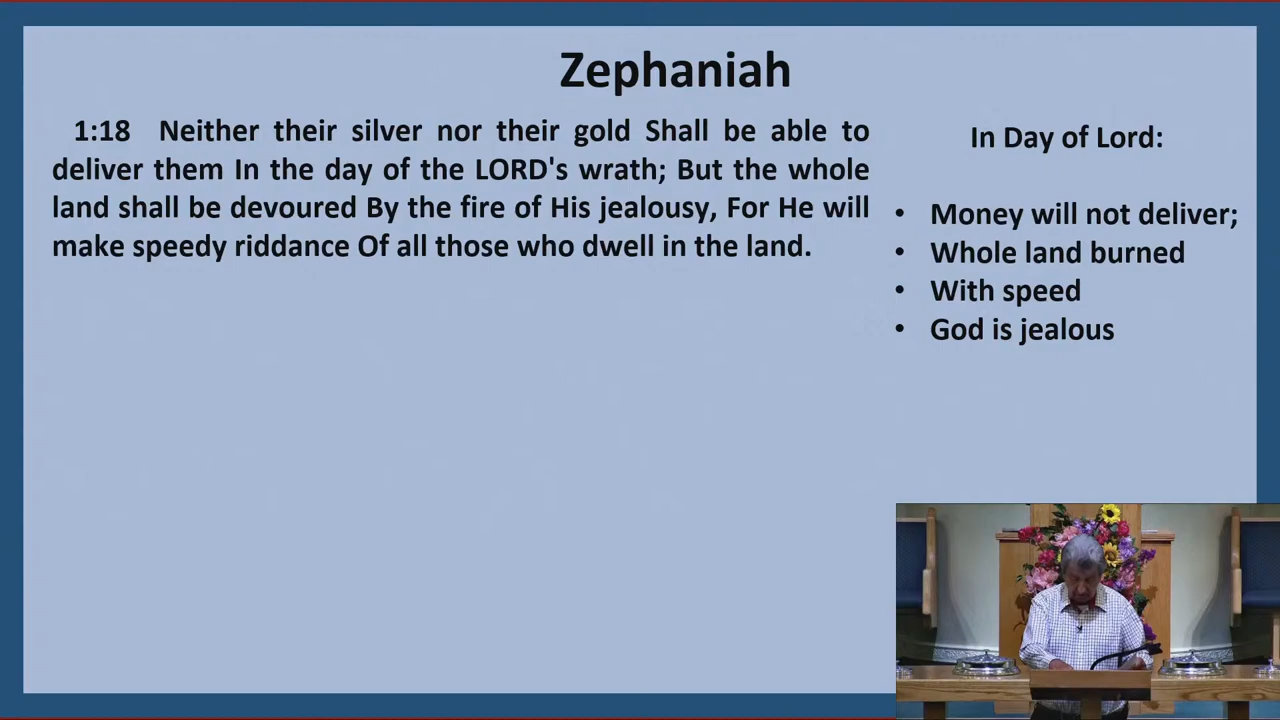 Zephaniah
1:18 Neither their silver nor their gold Shall be able to
deliver them In the day of the LORD's wrath; But the whole
land shall be devoured By the fire of His jealousy, For He will
make speedy riddance Of all those who dwell in the land.
In Day of Lord:
• Money will not deliver;
• Whole land burned
• With speed
• God is jealous